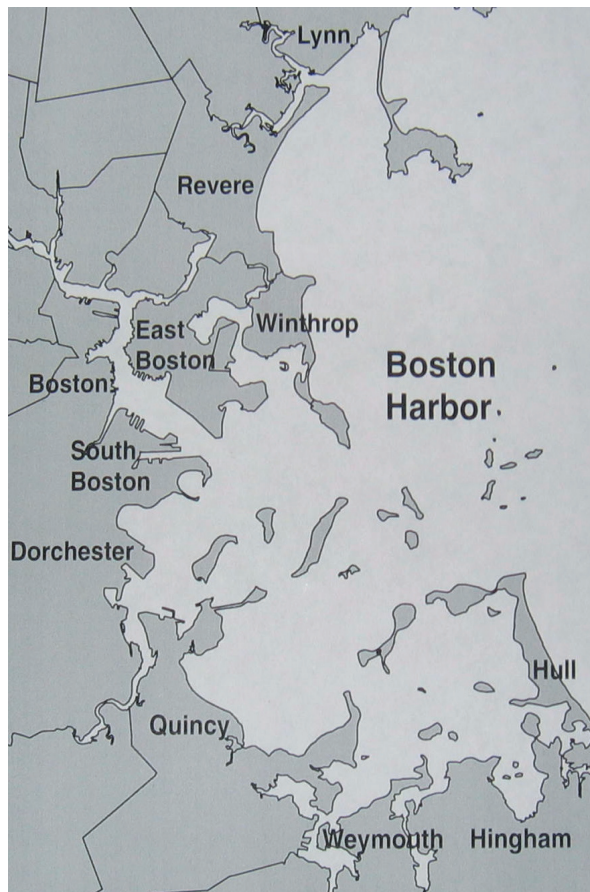 Lynn
Revere
East
Boston
Winthrop
Boston
Harbor
Boston
South
Boston
Dorchester
Hull
Quincy
Weymouth
Hingham